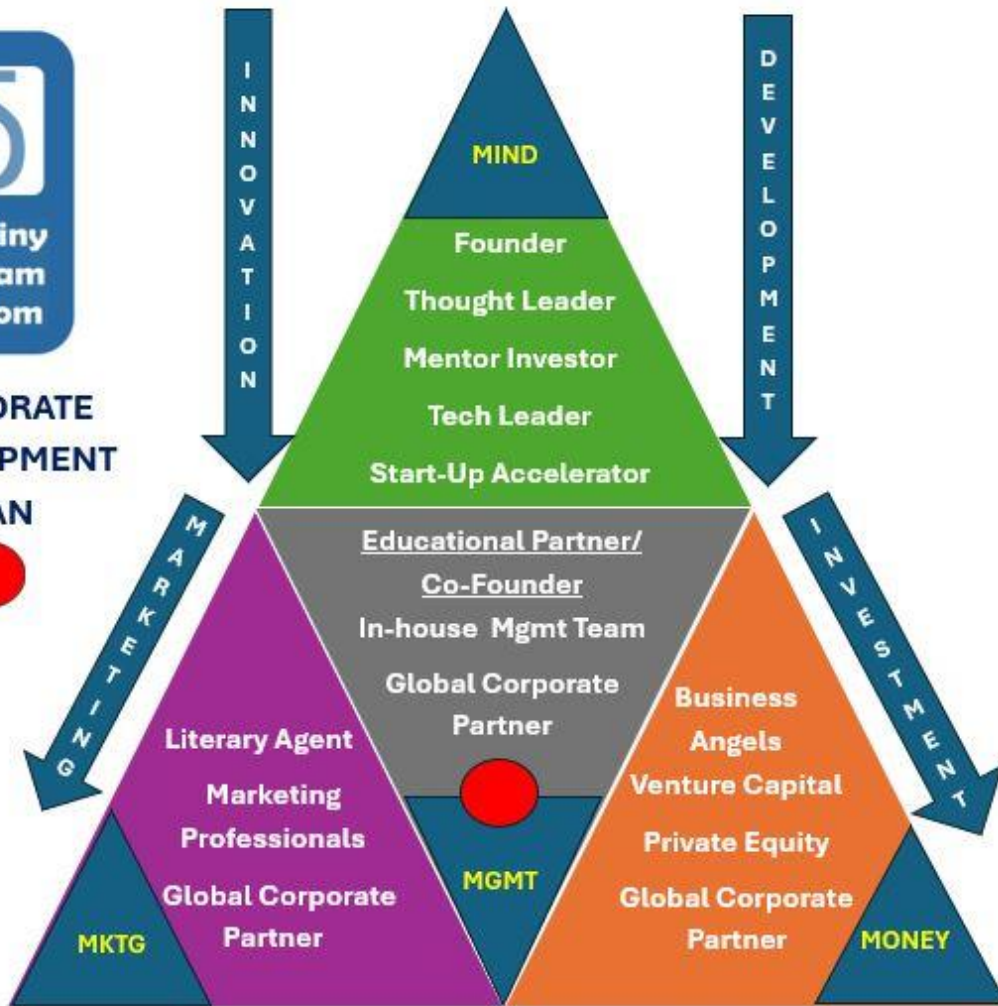 iny
am
om
ORATE
PMENT
AN
INNOVATION
DEVELOPMENT
MIND
Founder
Thought Leader
Mentor Investor
Tech Leader
Start-Up Accelerator
MARKETING
INVESTMENT
Educational Partner/
Co-Founder
In-house Mgmt Team
Global Corporate
Partner
MGMT
Literary Agent
Marketing
Professionals
Global Corporate
Partner
MKTG
Business
Angels
Venture Capital
Private Equity
Global Corporate
Partner
MONEY